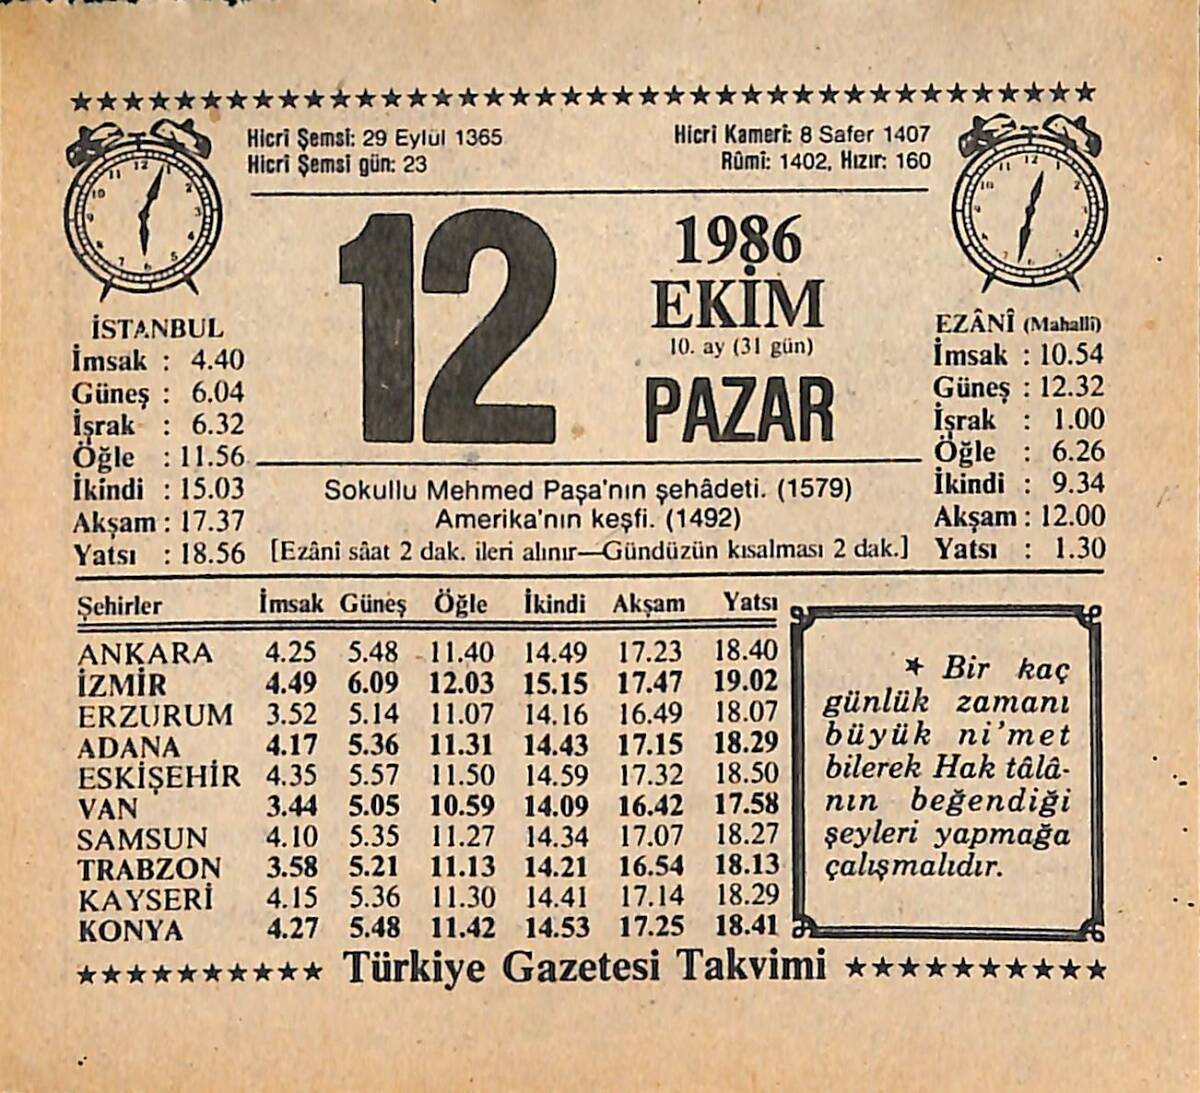 Hicrî Şemsi: 29 Eylül 1365
Hicrî Şemsi gün: 23
Hicri Kamerî: 8 Safer 1407
Rûmî: 1402, Hızır: 160
12
1986
EKİM
10. ay (31 gün)
PAZAR
İSTANBUL
İmsak : 4.40
Güneş : 6.04
İşrak : 6.32
Öğle : 11.56
İkindi : 15.03
Akşam : 17.37
Yatsı : 18.56
EZÂNÎ (Mahallî)
İmsak : 10.54
Güneş : 12.32
İşrak : 1.00
Öğle : 6.26
İkindi : 9.34
Akşam : 12.00
Yatsı : 1.30
Sokullu Mehmed Paşa'nın şehâdeti. (1579)
Amerika'nın keşfi. (1492)
[Ezânî sâat 2 dak. ileri alınır—Gündüzün kısalması 2 dak.]
Şehirler İmsak Güneş Öğle İkindi Akşam Yatsı
ANKARA 4.25 5.48 11.40 14.49 17.23 18.40
İZMİR 4.49 6.09 12.03 15.15 17.47 19.02
ERZURUM 3.52 5.14 11.07 14.16 16.49 18.07
ADANA 4.17 5.36 11.31 14.43 17.15 18.29
ESKİŞEHİR 4.35 5.57 11.50 14.59 17.32 18.50
VAN 3.44 5.05 10.59 14.09 16.42 17.58
SAMSUN 4.10 5.35 11.27 14.34 17.07 18.27
TRABZON 3.58 5.21 11.13 14.21 16.54 18.13
KAYSERİ 4.15 5.36 11.30 14.41 17.14 18.29
KONYA 4.27 5.48 11.42 14.53 17.25 18.41
★ Bir kaç
günlük zamanı
büyük ni'met
bilerek Hak tâlâ-
nın beğendiği
şeyleri yapmağa
çalışmalıdır.
Türkiye Gazetesi Takvimi